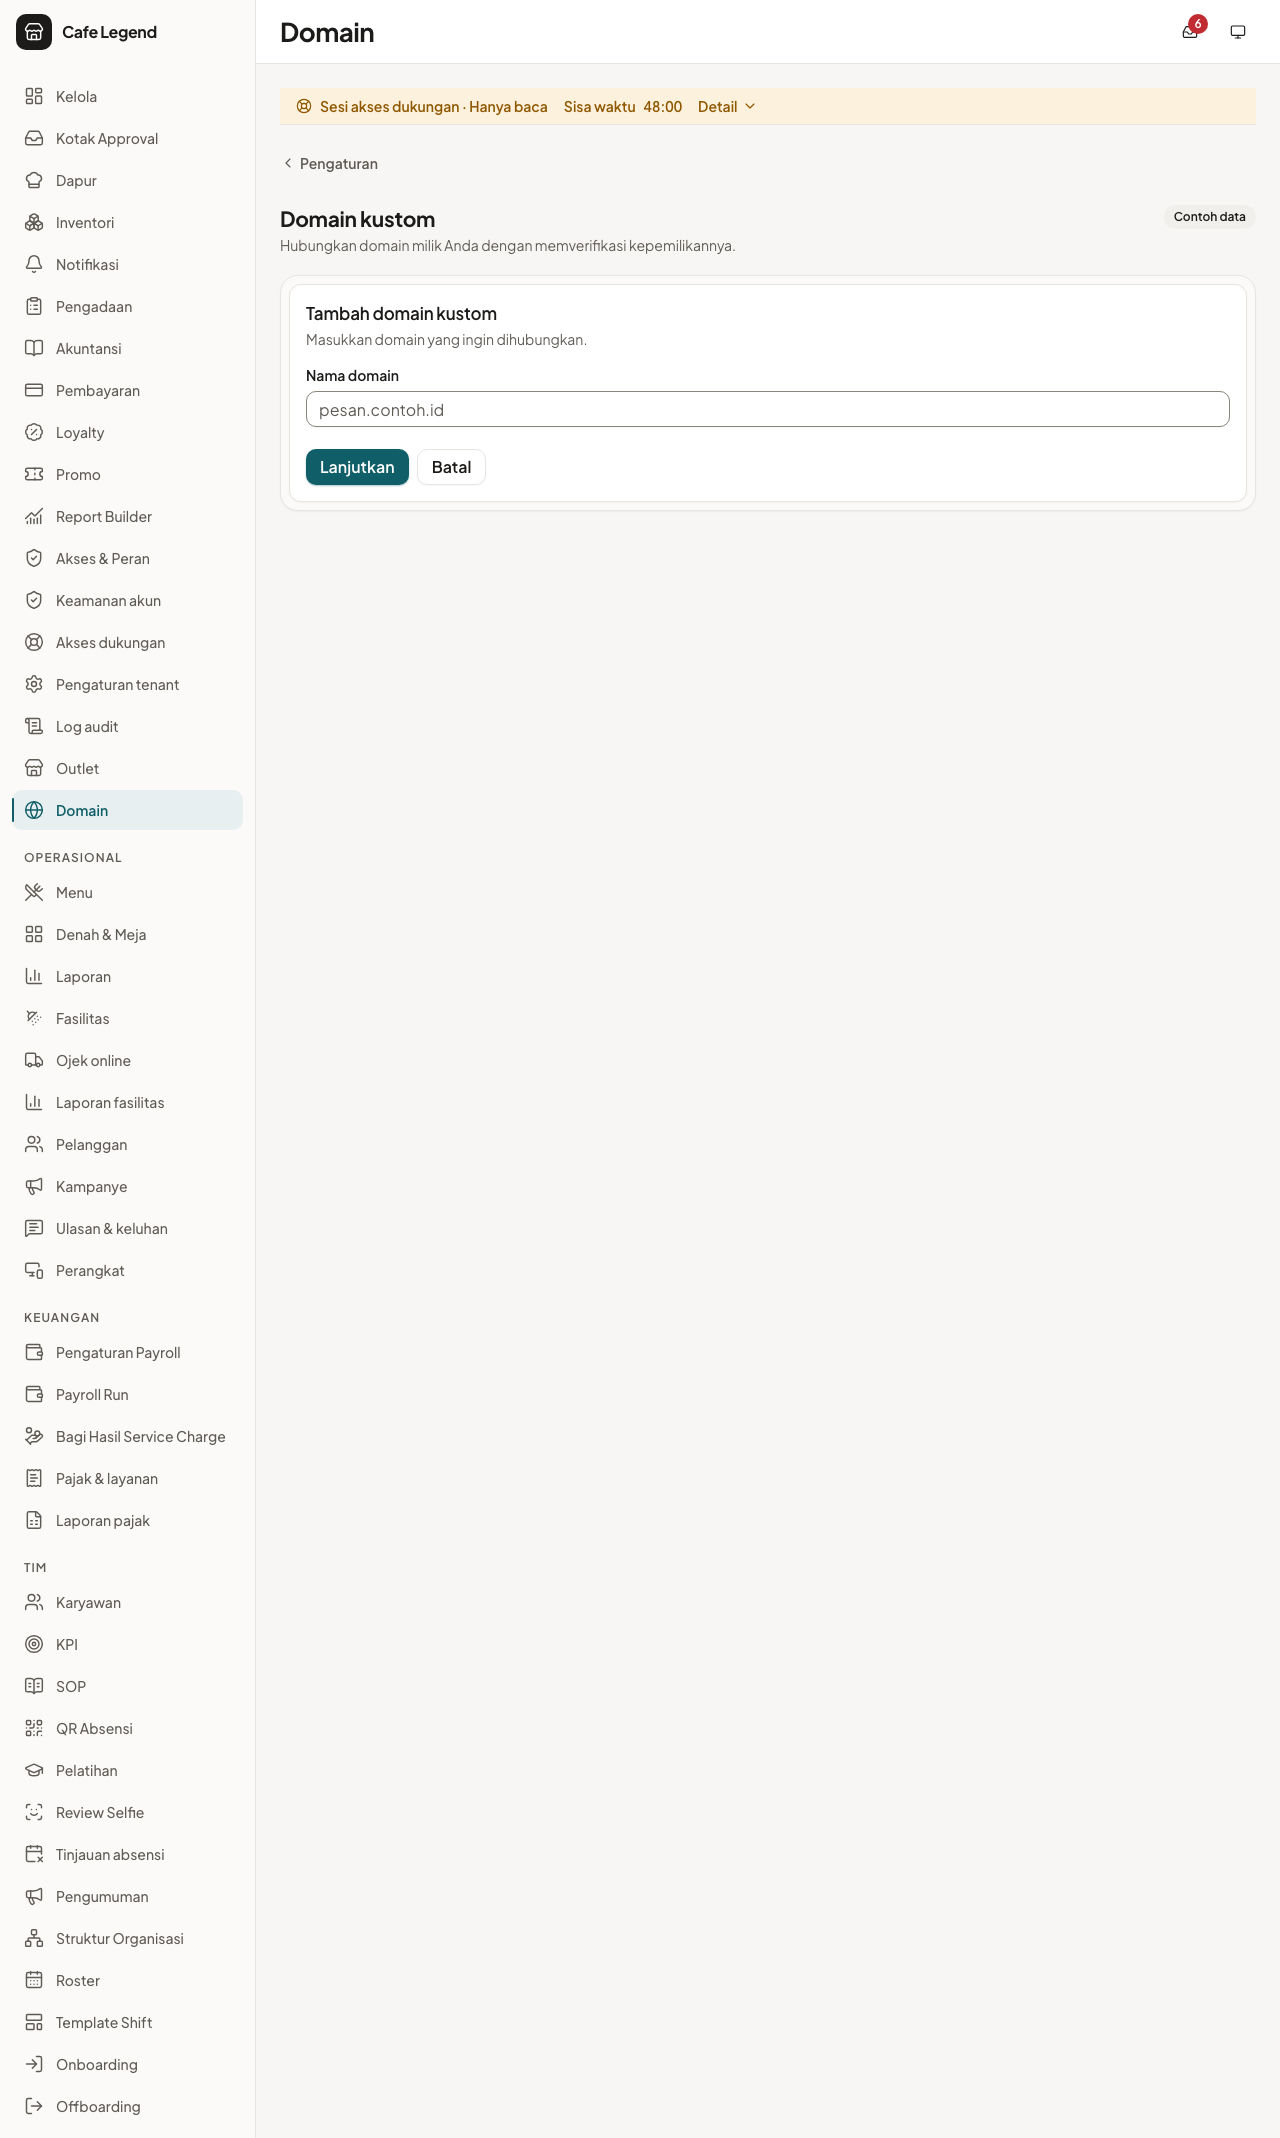 Cafe Legend
Kelola
Kotak Approval
Dapur
Inventori
Notifikasi
Pengadaan
Akuntansi
Pembayaran
Loyalty
Promo
Report Builder
Akses & Peran
Keamanan akun
Akses dukungan
Pengaturan tenant
Log audit
Outlet
Domain
OPERASIONAL
Menu
Denah & Meja
Laporan
Fasilitas
Ojek online
Laporan fasilitas
Pelanggan
Kampanye
Ulasan & keluhan
Perangkat
KEUANGAN
Pengaturan Payroll
Payroll Run
Bagi Hasil Service Charge
Pajak & layanan
Laporan pajak
TIM
Karyawan
KPI
SOP
QR Absensi
Pelatihan
Review Selfie
Tinjauan absensi
Pengumuman
Struktur Organisasi
Roster
Template Shift
Onboarding
Offboarding
Domain
6
Sesi akses dukungan · Hanya baca Sisa waktu 48:00 Detail
Pengaturan
Domain kustom
Contoh data
Hubungkan domain milik Anda dengan memverifikasi kepemilikannya.
Tambah domain kustom
Masukkan domain yang ingin dihubungkan.
Nama domain
pesan.contoh.id
Lanjutkan Batal